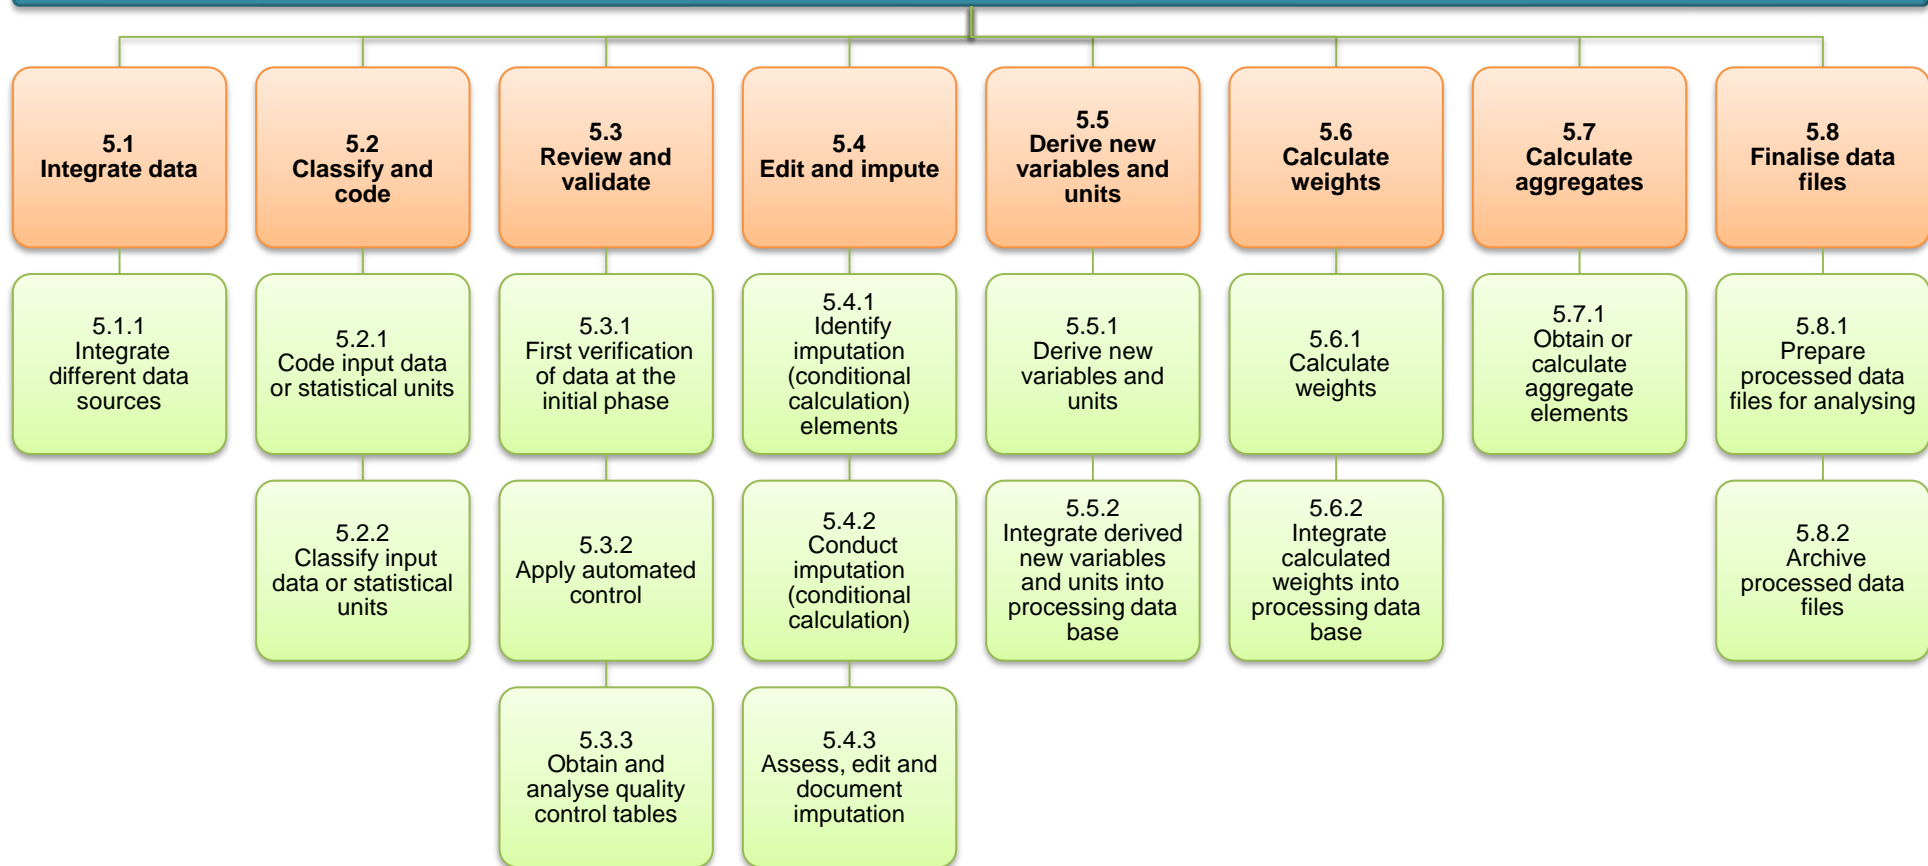 5.1
Integrate data
5.2
Classify and
code
5.3
Review and
validate
5.4
Edit and impute
5.5
Derive new
variables and
units
5.6
Calculate
weights
5.7
Calculate
aggregates
5.8
Finalise data
files
5.1.1
Integrate
different data
sources
5.2.1
Code input data
or statistical units
5.3.1
First verification
of data at the
initial phase
5.4.1
Identify
imputation
(conditional
calculation)
elements
5.5.1
Derive new
variables and
units
5.6.1
Calculate
weights
5.7.1
Obtain or
calculate
aggregate
elements
5.8.1
Prepare
processed data
files for analysing
5.2.2
Classify input
data or statistical
units
5.3.2
Apply automated
control
5.4.2
Conduct
imputation
(conditional
calculation)
5.5.2
Integrate derived
new variables
and units into
processing data
base
5.6.2
Integrate
calculated
weights into
processing data
base
5.8.2
Archive
processed data
files
5.3.3
Obtain and
analyse quality
control tables
5.4.3
Assess, edit and
document
imputation